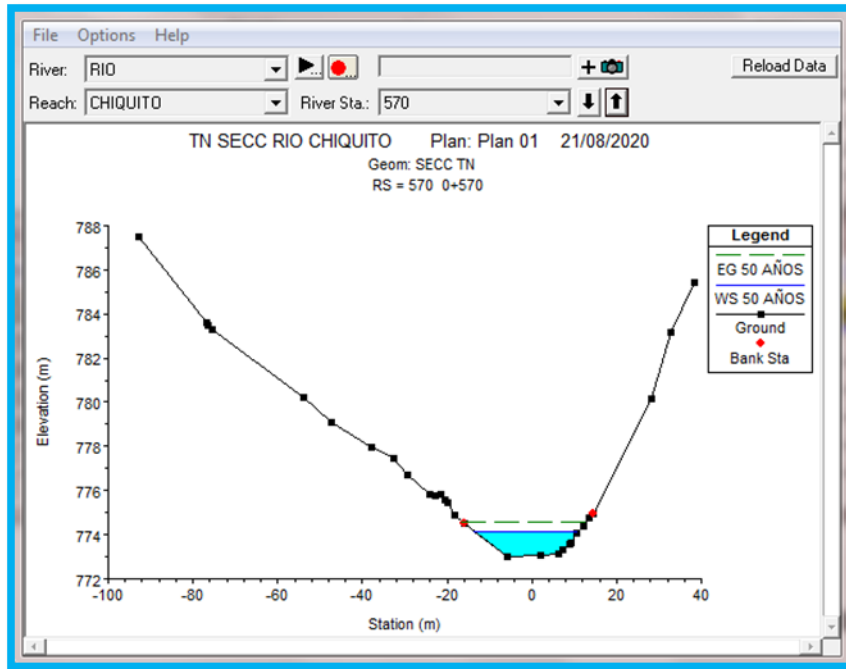 File Options Help
River: RIO ... ... + Reload Data
Reach: CHIQUITO River Sta.: 570
TN SECC RIO CHIQUITO Plan: Plan 01 21/08/2020
Geom: SECC TN
RS = 570 0+570
788
786
784
782
780
778
776
774
772
Elevation (m)
-100 -80 -60 -40 -20 0 20 40
Station (m)
Legend
EG 50 AÑOS
WS 50 AÑOS
Ground
Bank Sta